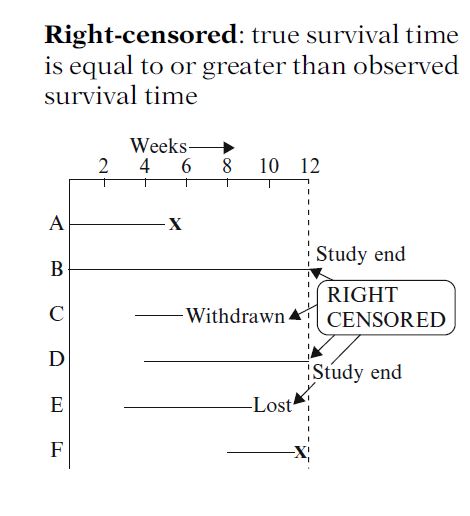 Right-censored: true survival time
is equal to or greater than observed
survival time
Weeks
2 4 6 8 10 12
A X
Study end
B
RIGHT
C Withdrawn CENSORED
D
Study end
E Lost
F X